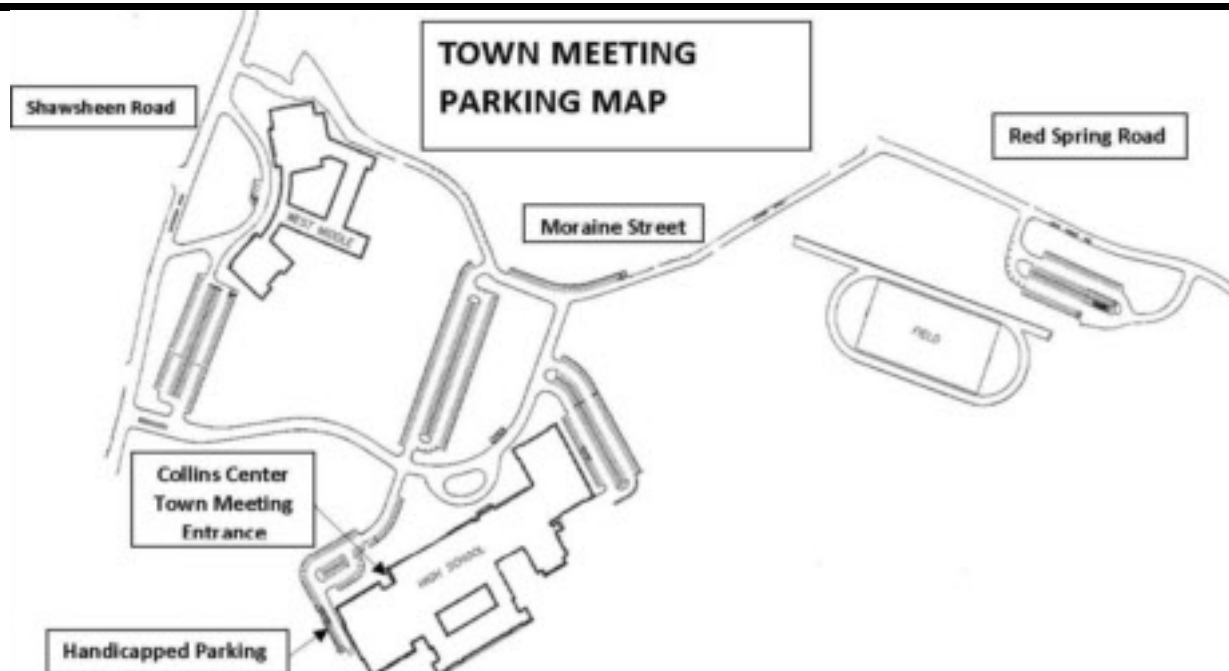 TOWN MEETING
PARKING MAP
Shawsheen Road
Red Spring Road
Moraine Street
WEST MIDDLE
FIELD
Collins Center
Town Meeting
Entrance
HIGH SCHOOL
Handicapped Parking